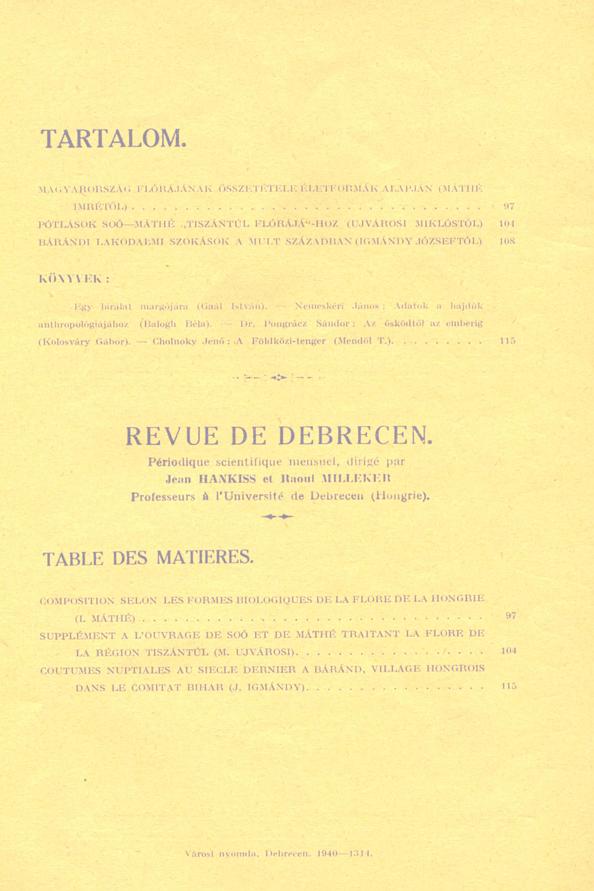 TARTALOM.
MAGYARORSZÁG FLÓRÁJÁNAK ÖSSZETÉTELE ÉLETFORMÁK ALAPJÁN (MÁTHÉ
IMRÉTŐL) . . . . . . . . . . . . . . . . . . . . . . . . . . . . . . . . 97
PÓTLÁSOK SOÓ—MÁTHÉ „TISZÁNTÚL FLÓRÁJÁ“-HOZ (UJVÁROSI MIKLÓSTÓL) 104
BÁRÁNDI LAKODALMI SZOKÁSOK A MULT SZÁZADBAN (IGMÁNDY JÓZSEFTŐL) 108
KÖNYVEK :
Egy bírálat margójára (Gaál István). — Nemeskéri János : Adatok a hajdúk
anthropológiájához (Balogh Béla). — Dr. Pongrácz Sándor : Az ősködtől az emberig
(Kolosváry Gábor). — Cholnoky Jenő : A Földközi-tenger (Mendöl T.). . . . . . . . . 115
REVUE DE DEBRECEN.
Périodique scientifique mensuel, dirigé par
Jean HANKISS et Raoul MILLEKER
Professeurs à l'Université de Debrecen (Hongrie).
TABLE DES MATIERES.
COMPOSITION SELON LES FORMES BIOLOGIQUES DE LA FLORE DE LA HONGRIE
(I. MÁTHÉ) . . . . . . . . . . . . . . . . . . . . . . . . . . . . . . . 97
SUPPLÉMENT A L'OUVRAGE DE SOÓ ET DE MÁTHÉ TRAITANT LA FLORE DE
LA RÉGION TISZÁNTÚL (M. UJVÁROSI). . . . . . . . . . . . . . . . . 104
COUTUMES NUPTIALES AU SIECLE DERNIER A BÁRÁND, VILLAGE HONGROIS
DANS LE COMITAT BIHAR (J. IGMÁNDY). . . . . . . . . . . . . . . . . 115
Városi nyomda, Debrecen. 1940—1314.